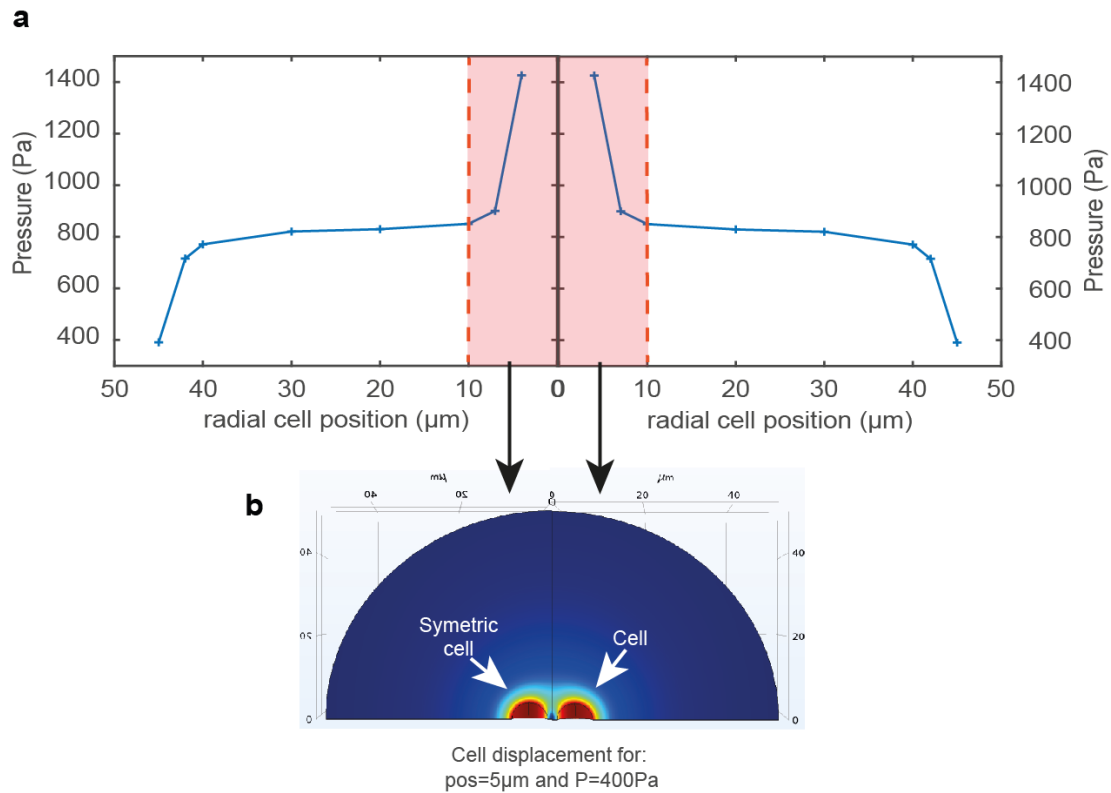 a
1400 1400
1200 1200
1000 1000
800 800
600 600
400 400
Pressure (Pa) Pressure (Pa)
50 40 30 20 10 0 10 20 30 40 50
radial cell position (μm) radial cell position (μm)
b
μm μm
40 20 0 20 40
0
40 40
20 20
0 0
Symetric
cell
Cell
Cell displacement for:
pos=5μm and P=400Pa